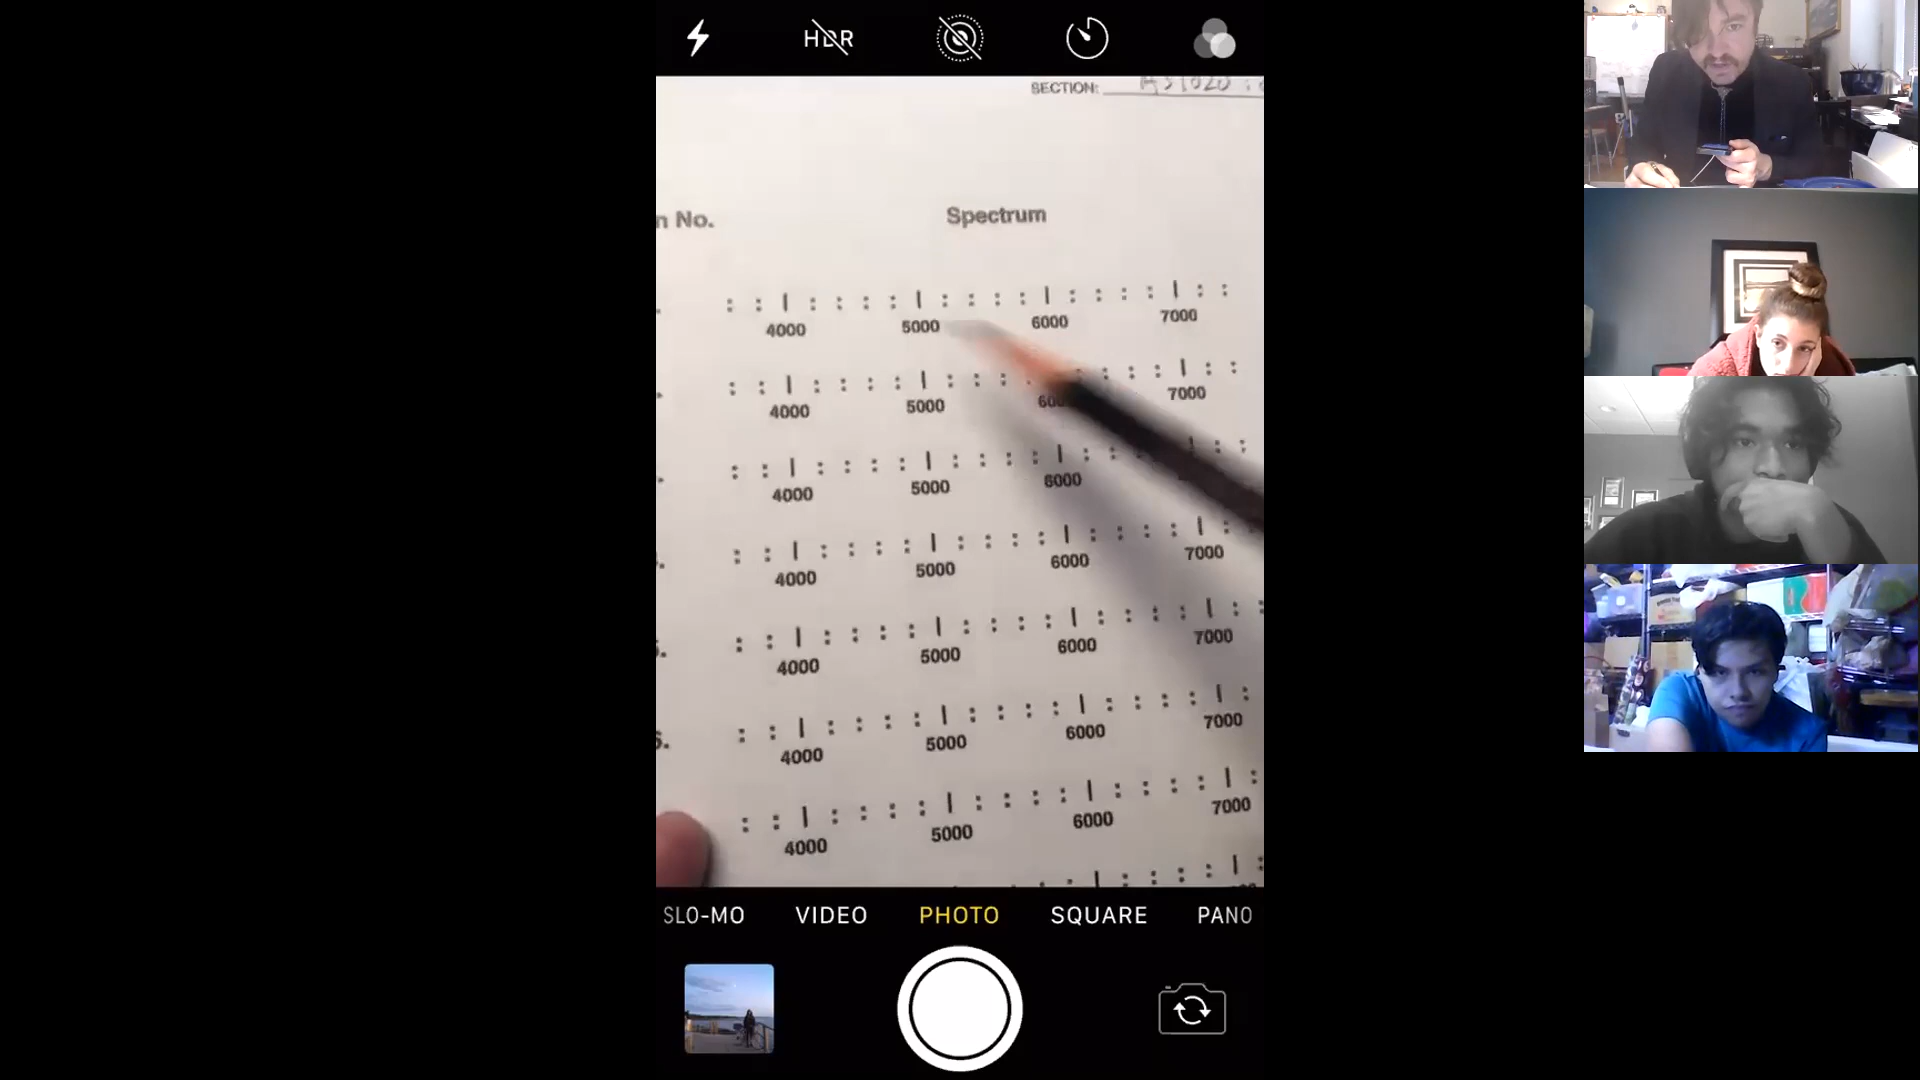 HDR
SECTION:
n No.
Spectrum
4000 5000 6000 7000
4000 5000 7000
4000 5000 6000
4000 5000 6000 7000
4000 5000 6000 7000
6.
4000 5000 6000 7000
4000 5000 6000 7000
SLO-MO VIDEO PHOTO SQUARE PANO